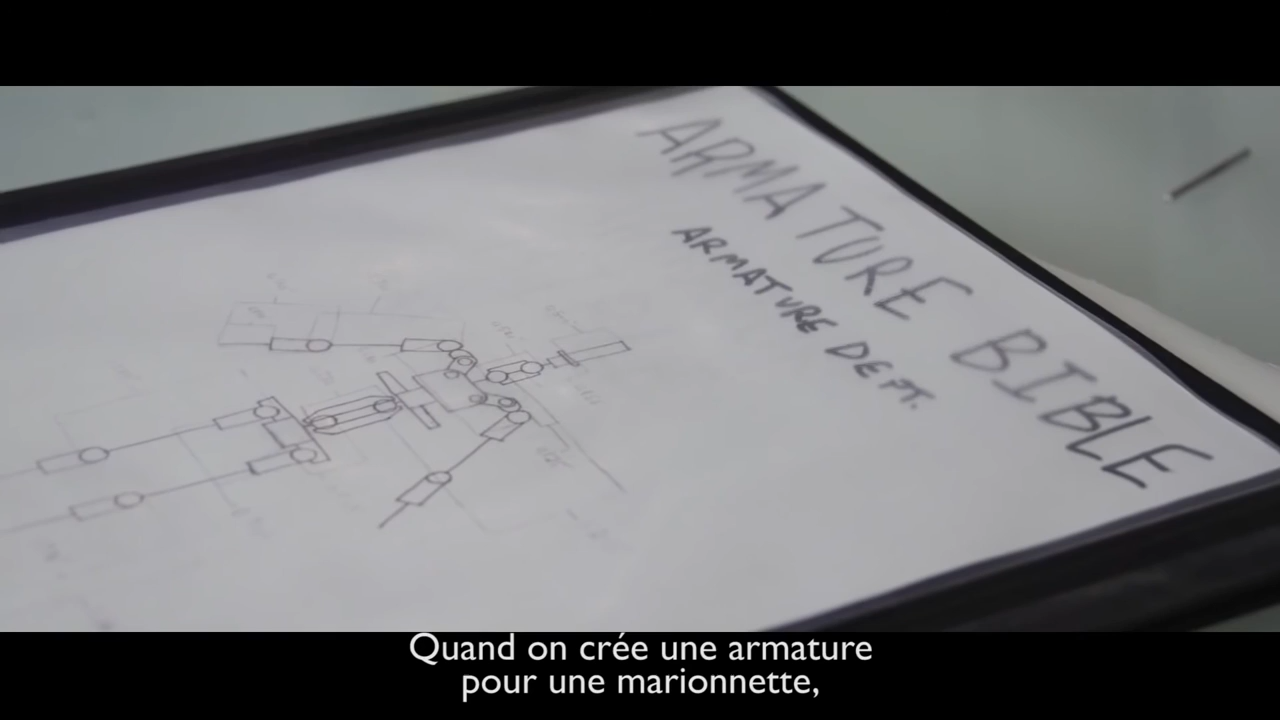 ARMATURE BIBLE
ARMATURE DEPT.
Quand on crée une armature
pour une marionnette,